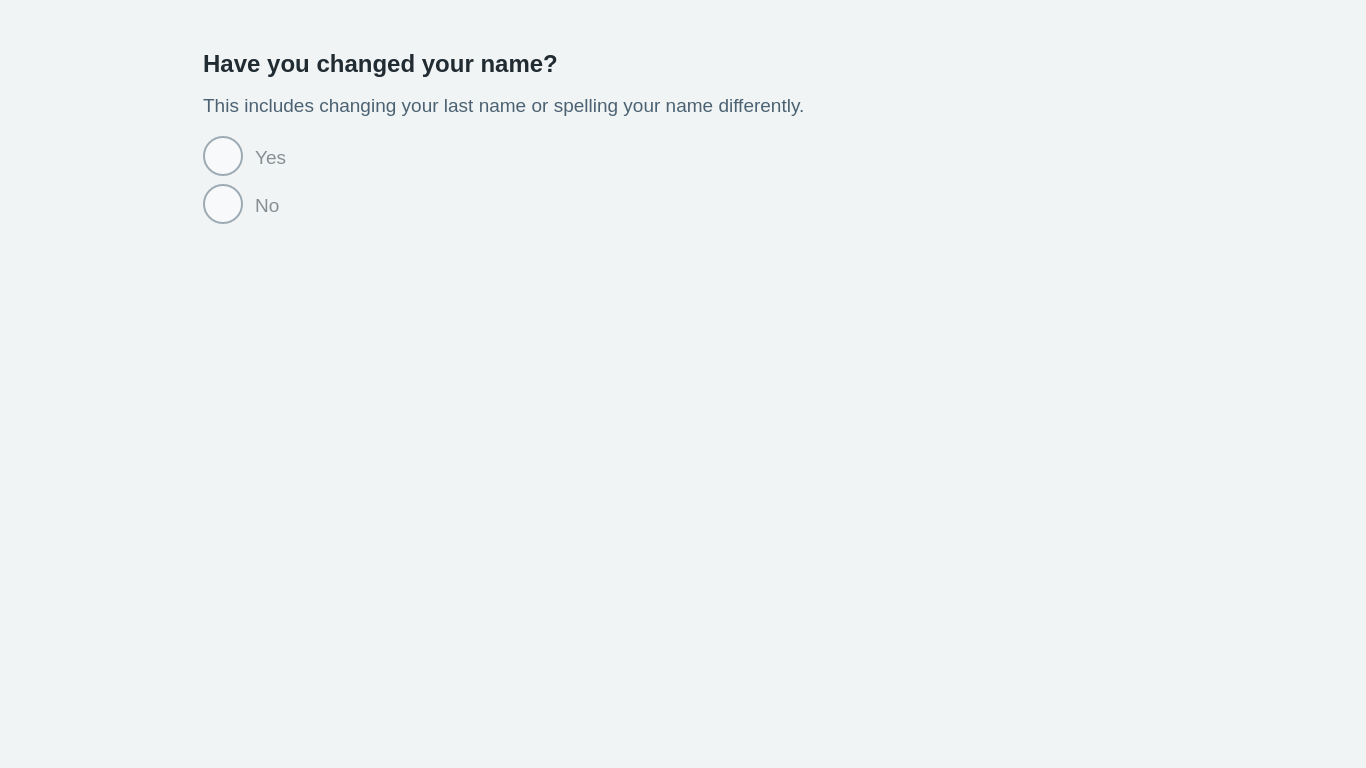 Have you changed your name?
This includes changing your last name or spelling your name differently.
Yes
No